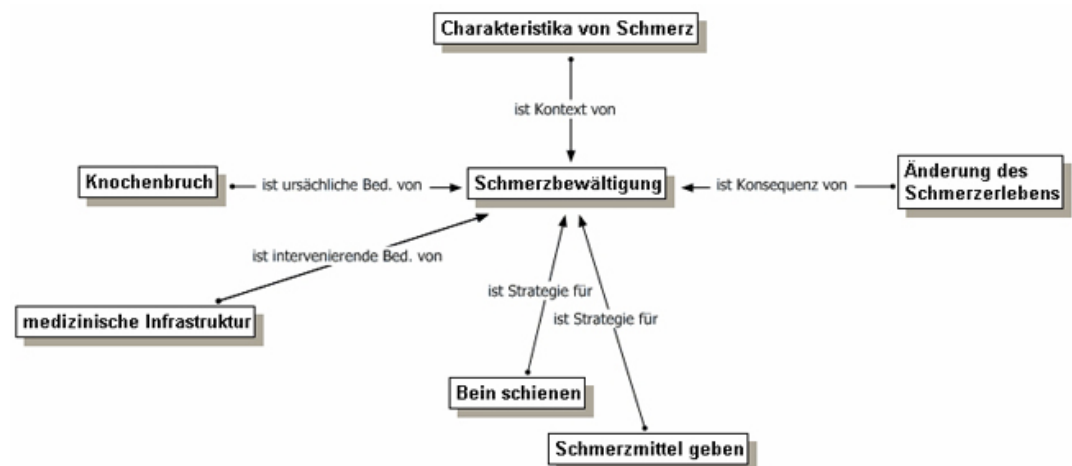 Charakteristika von Schmerz
ist Kontext von
Knochenbruch
ist ursächliche Bed. von
Schmerzbewältigung
ist Konsequenz von
Änderung des
Schmerzerlebens
ist intervenierende Bed. von
medizinische Infrastruktur
ist Strategie für
ist Strategie für
Bein schienen
Schmerzmittel geben